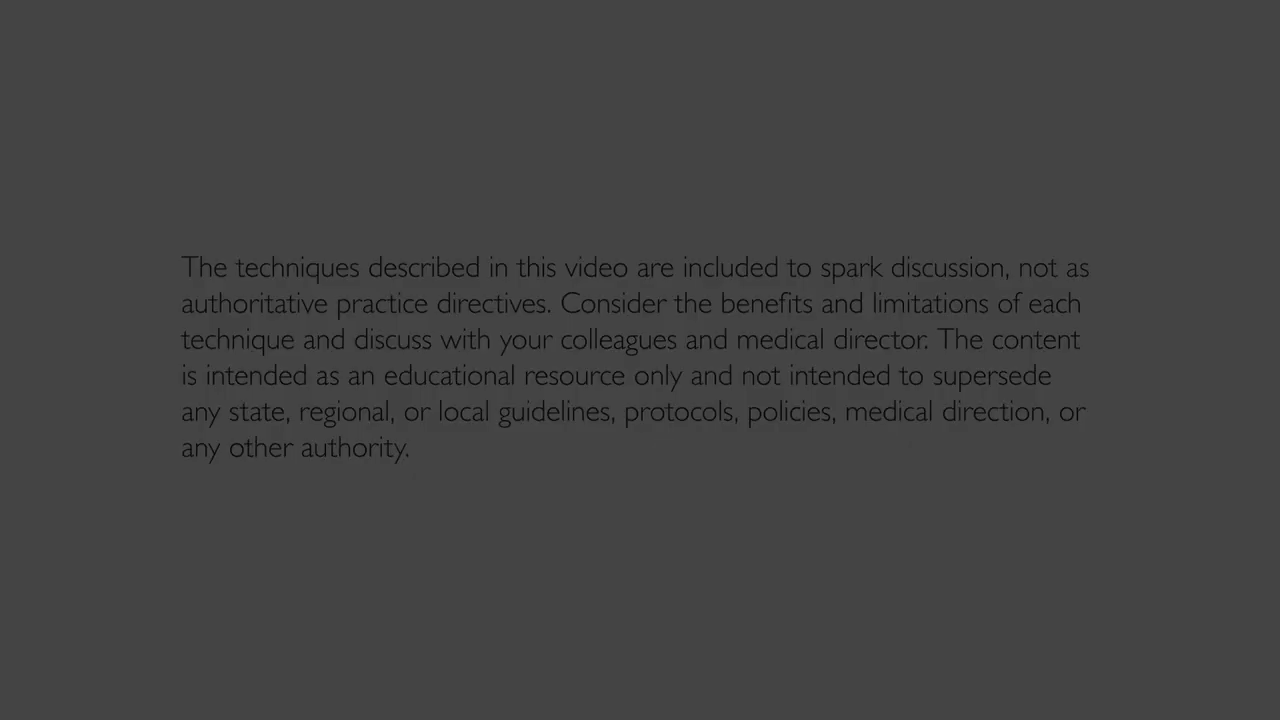 The techniques described in this video are included to spark discussion, not as
authoritative practice directives. Consider the benefits and limitations of each
technique and discuss with your colleagues and medical director. The content
is intended as an educational resource only and not intended to supersede
any state, regional, or local guidelines, protocols, policies, medical direction, or
any other authority.